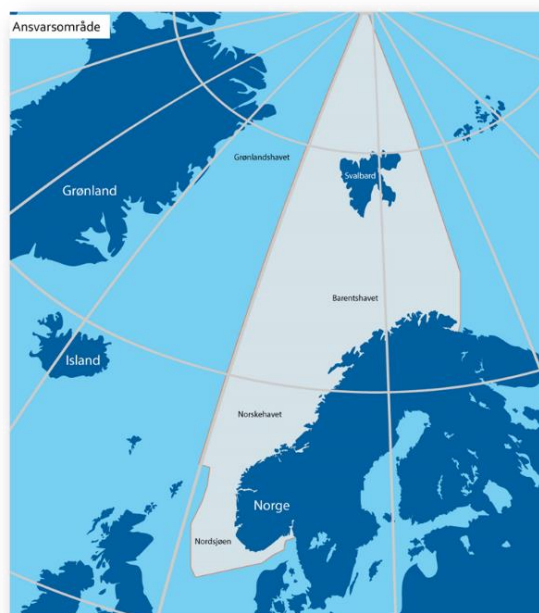 Ansvarsområde
Grønlandshavet
Svalbard
Grønland
Barentshavet
Island
Norskehavet
Norge
Nordsjøen